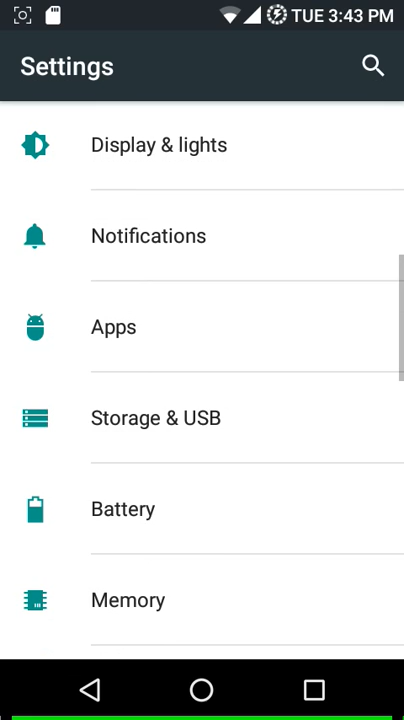 TUE 3:43 PM
Settings
Display & lights
Notifications
Apps
Storage & USB
Battery
Memory